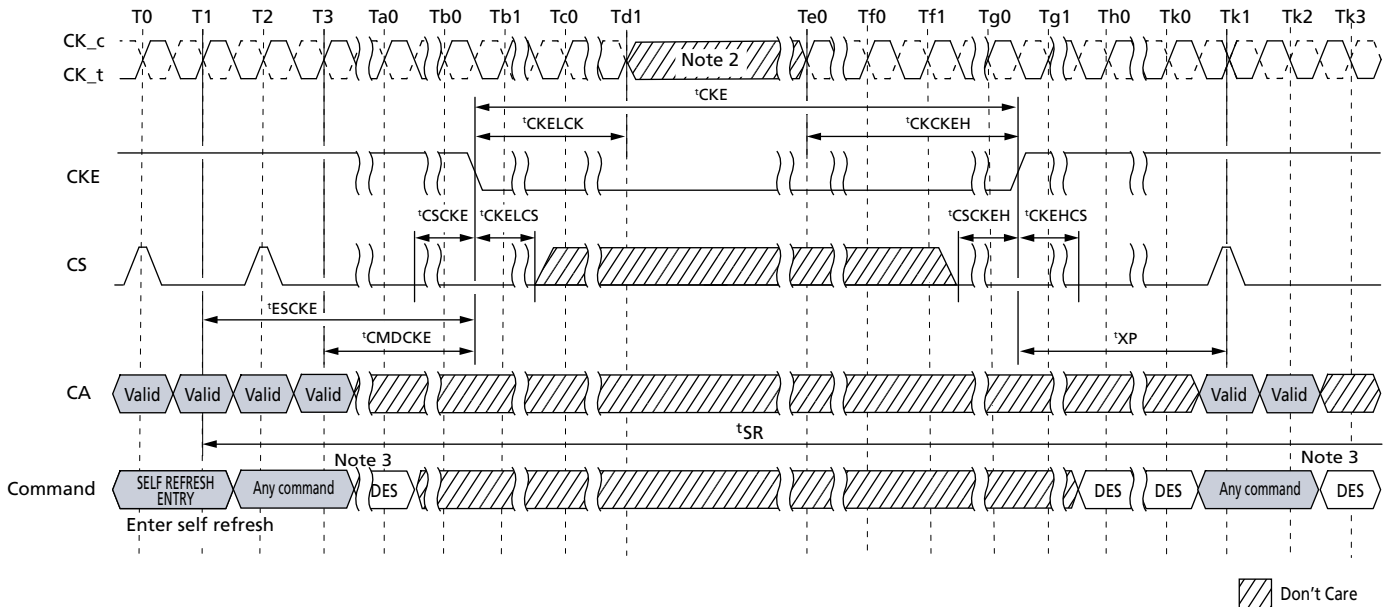 T0 T1 T2 T3 Ta0 Tb0 Tb1 Tc0 Td1 Te0 Tf0 Tf1 Tg0 Tg1 Th0 Tk0 Tk1 Tk2 Tk3
CK_c
CK_t
Note 2
tCKE
tCKELCK tCKCKEH
CKE
tCSCKE tCKELCS tCSCKEH tCKEHCS
CS
tESCKE
tCMDCKE tXP
CA Valid Valid Valid Valid Valid Valid
tSR
Note 3 Note 3
Command SELF REFRESH ENTRY Any command DES DES DES Any command DES
Enter self refresh
Don't Care